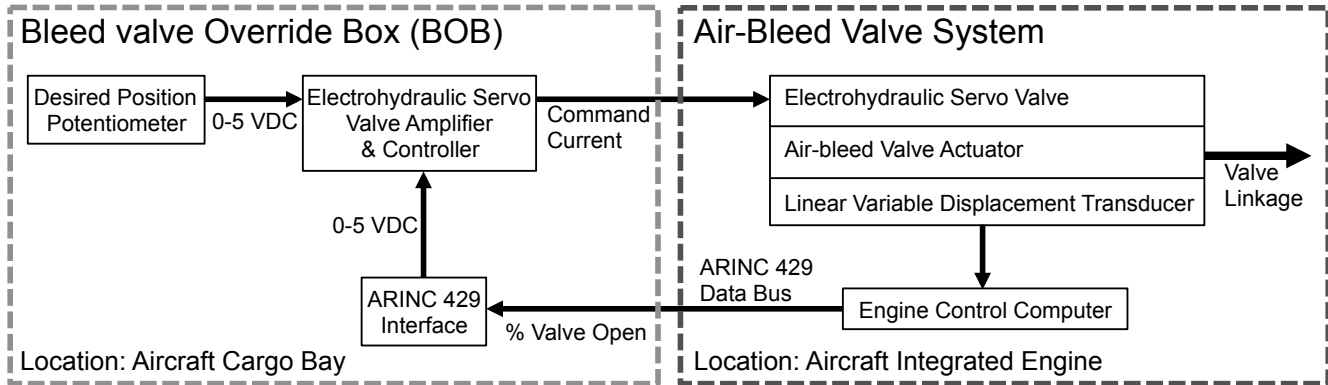 Bleed valve Override Box (BOB)
Desired Position
Potentiometer
0-5 VDC
Electrohydraulic Servo
Valve Amplifier
& Controller
Command
Current
0-5 VDC
ARINC 429
Interface
% Valve Open
ARINC 429
Data Bus
Location: Aircraft Cargo Bay
Air-Bleed Valve System
Electrohydraulic Servo Valve
Air-bleed Valve Actuator
Linear Variable Displacement Transducer
Valve
Linkage
Engine Control Computer
Location: Aircraft Integrated Engine